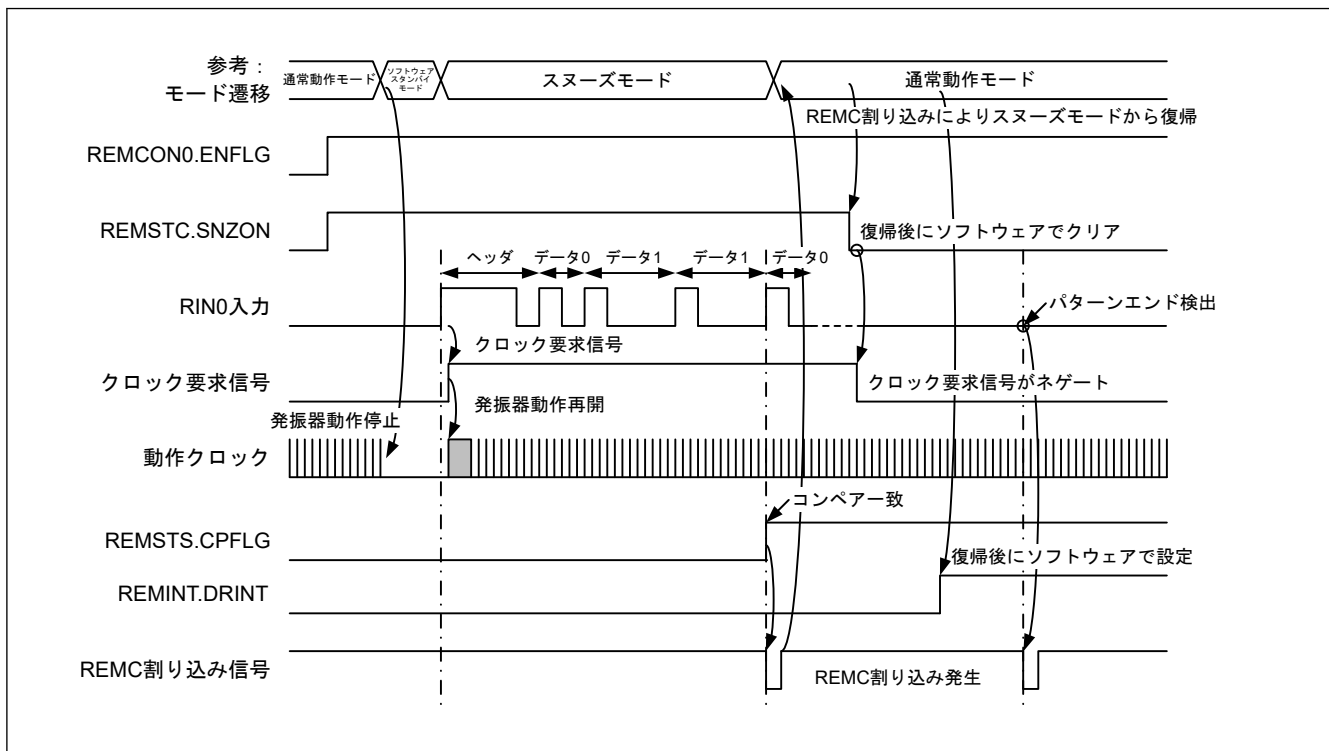 参考：
モード遷移
通常動作モード
ソフトウェア
スタンバイ
モード
スヌーズモード
通常動作モード
REMC割り込みによりスヌーズモードから復帰
REMCON0.ENFLG
REMSTC.SNZON
復帰後にソフトウェアでクリア
ヘッダ
データ0
データ1
データ1
データ0
RIN0入力
パターンエンド検出
クロック要求信号
クロック要求信号
クロック要求信号がネゲート
発振器動作再開
発振器動作停止
動作クロック
コンペアー致
REMSTS.CPFLG
復帰後にソフトウェアで設定
REMINT.DRINT
REMC割り込み信号
REMC割り込み発生